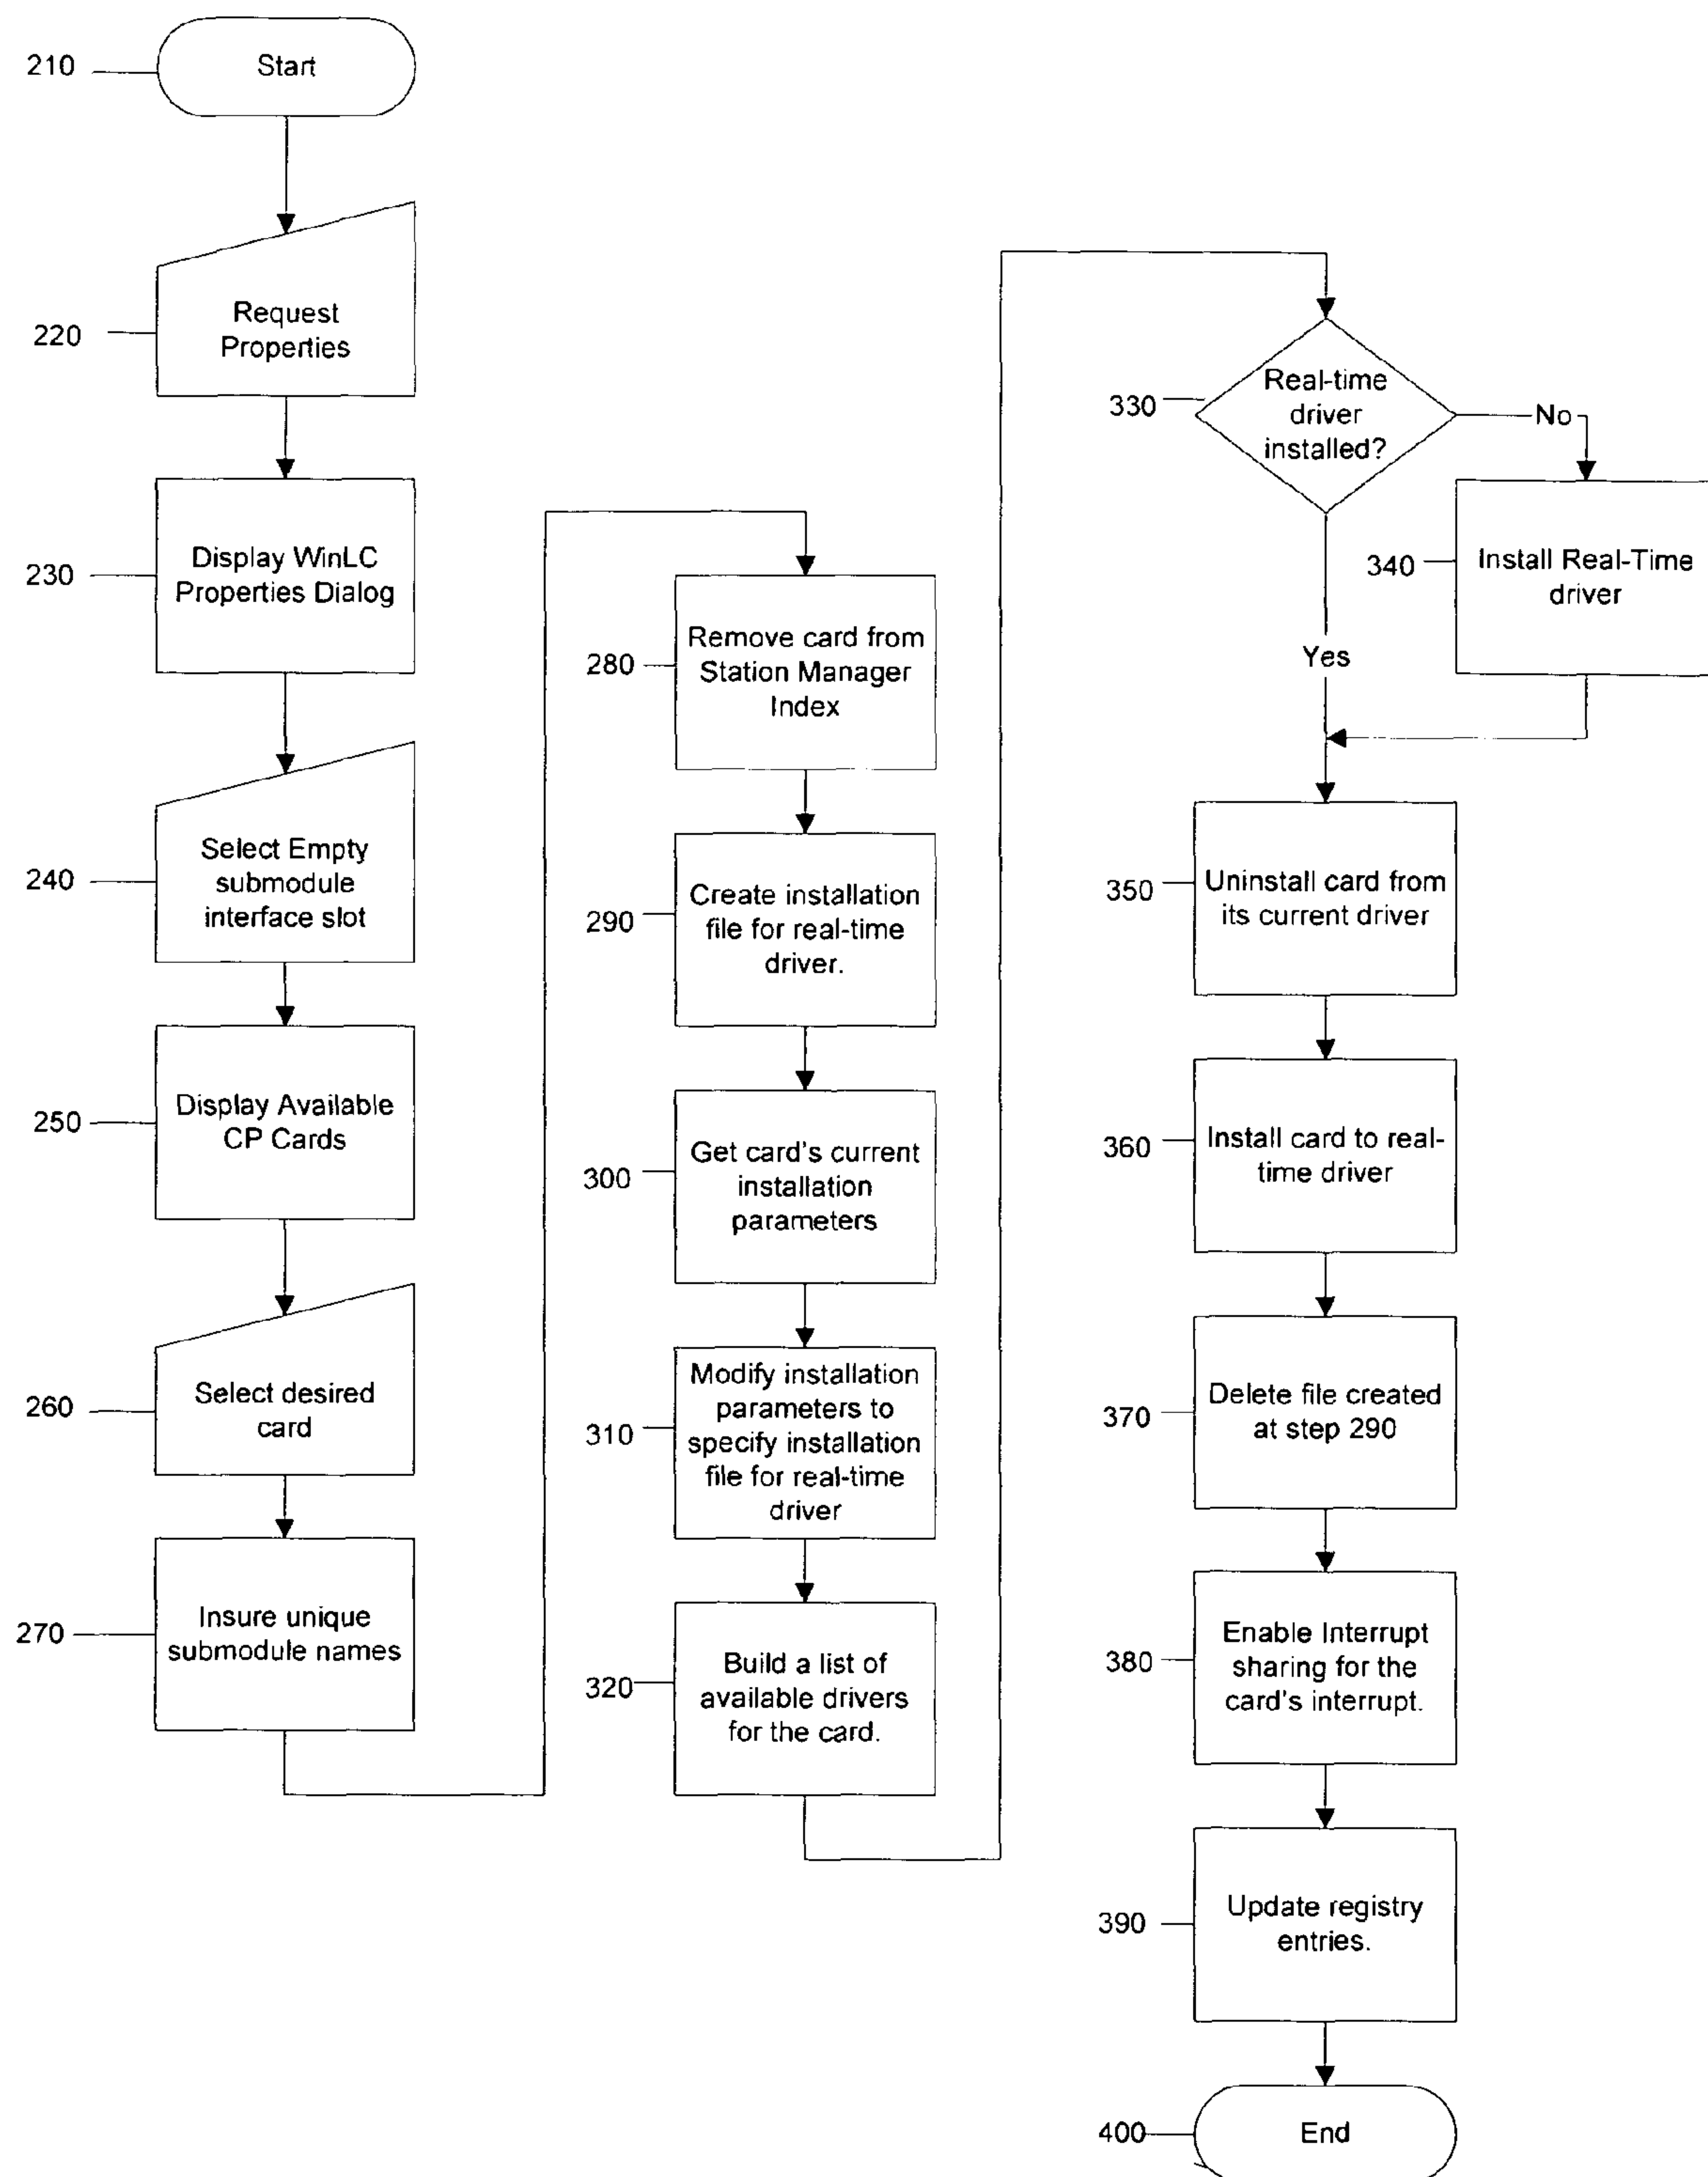 210
Start
220
Request
Properties
230
Display WinLC
Properties Dialog
240
Select Empty
submodule
interface slot
250
Display Available
CP Cards
260
Select desired
card
270
Insure unique
submodule names
280
Remove card from
Station Manager
Index
290
Create installation
file for real-time
driver.
300
Get card's current
installation
parameters
310
Modify installation
parameters to
specify installation
file for real-time
driver
320
Build a list of
available drivers
for the card.
330
Real-time
driver
installed?
No
340
Install Real-Time
driver
Yes
350
Uninstall card from
its current driver
360
Install card to real-
time driver
370
Delete file created
at step 290
380
Enable Interrupt
sharing for the
card's interrupt.
390
Update registry
entries.
400
End